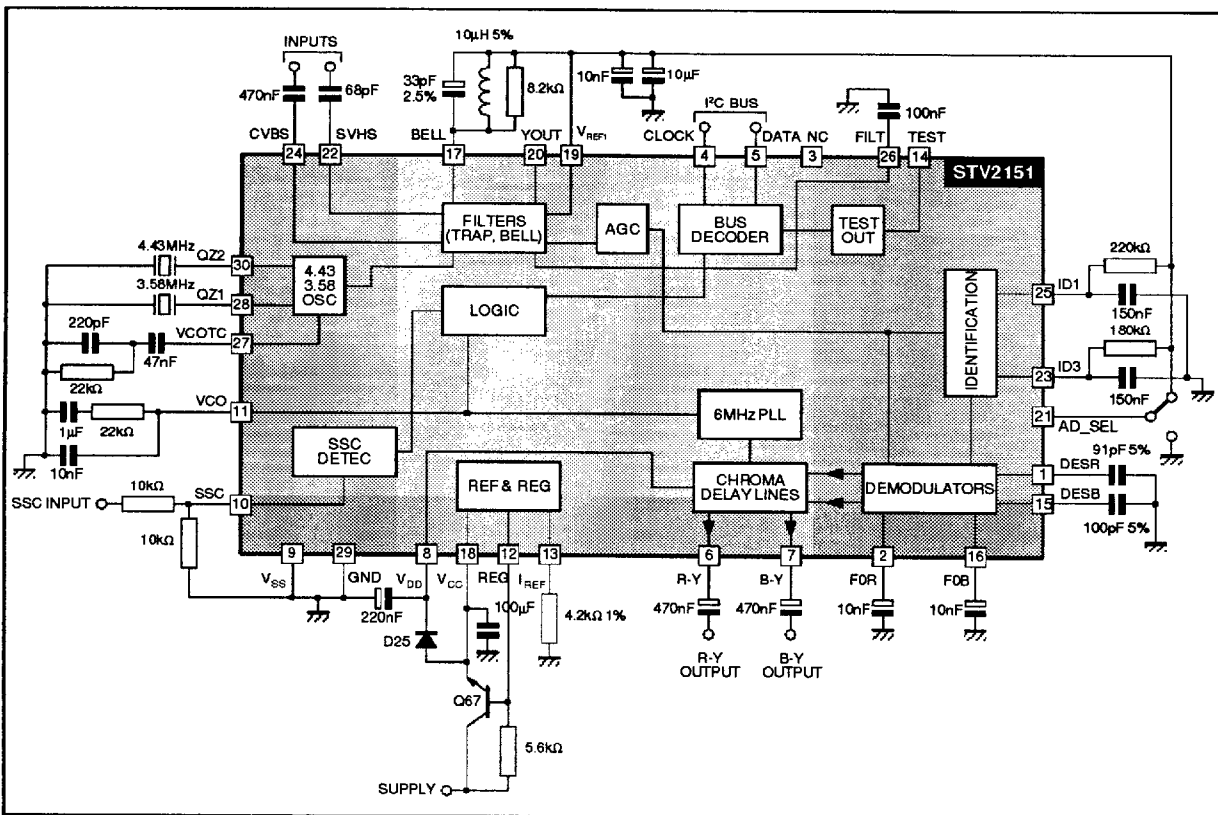 INPUTS
10µH 5%
470nF
68pF
33pF
2.5%
8.2kΩ
10nF
10µF
I²C BUS
100nF
CVBS
SVHS
BELL
YOUT
VREF1
CLOCK
DATA
NC
FILT
TEST
24
22
17
20
19
4
5
3
26
14
STV2151
FILTERS
(TRAP, BELL)
AGC
BUS
DECODER
TEST
OUT
4.43MHz
QZ2
30
3.58MHz
QZ1
28
4.43
3.58
OSC
220pF
VCOTC
27
47nF
22kΩ
LOGIC
IDENTIFICATION
220kΩ
25
ID1
150nF
180kΩ
23
ID3
150nF
VCO
11
1µF
22kΩ
10nF
6MHz PLL
21
AD_SEL
SSC
DETEC
REF & REG
CHROMA
DELAY LINES
DEMODULATORS
91pF 5%
1
DESR
15
DESB
100pF 5%
SSC INPUT
10kΩ
SSC
10
10kΩ
9
29
8
18
12
13
6
7
2
16
VSS
GND
VDD
VCC
REG
IREF
R-Y
B-Y
F0R
F0B
220nF
100µF
4.2kΩ 1%
470nF
470nF
10nF
10nF
D25
R-Y
OUTPUT
B-Y
OUTPUT
Q67
5.6kΩ
SUPPLY